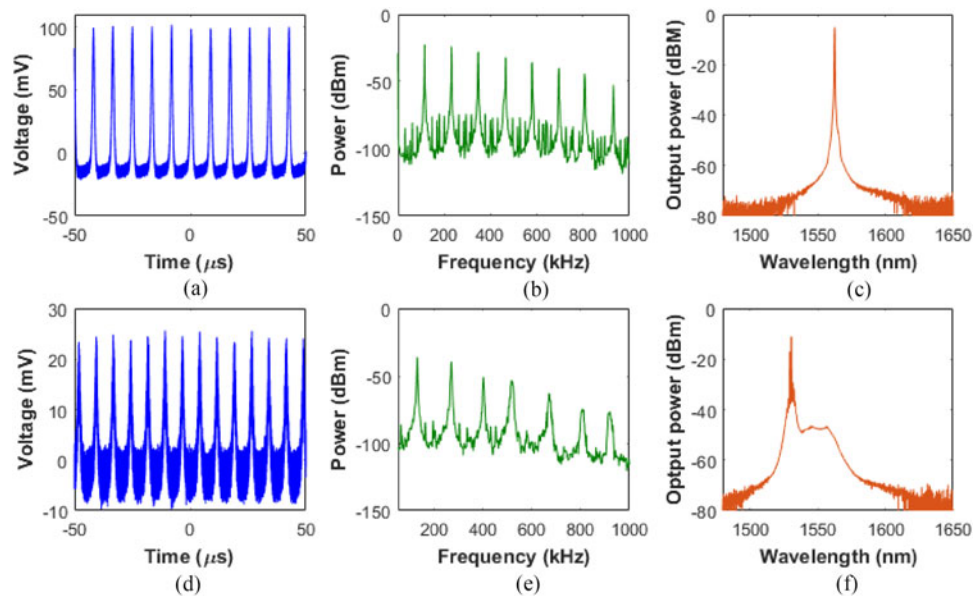 100
50
0
-50
Voltage (mV)
-50 0 50
Time (μs)
(a)
0
-50
-100
-150
Power (dBm)
0 200 400 600 800 1000
Frequency (kHz)
(b)
0
-20
-40
-60
-80
Output power (dBM)
1500 1550 1600 1650
Wavelength (nm)
(c)
30
20
10
0
-10
Voltage (mV)
-50 0 50
Time (μs)
(d)
0
-50
-100
-150
Power (dBm)
200 400 600 800 1000
Frequency (kHz)
(e)
0
-20
-40
-60
-80
Optput power (dBm)
1500 1550 1600 1650
Wavelength (nm)
(f)